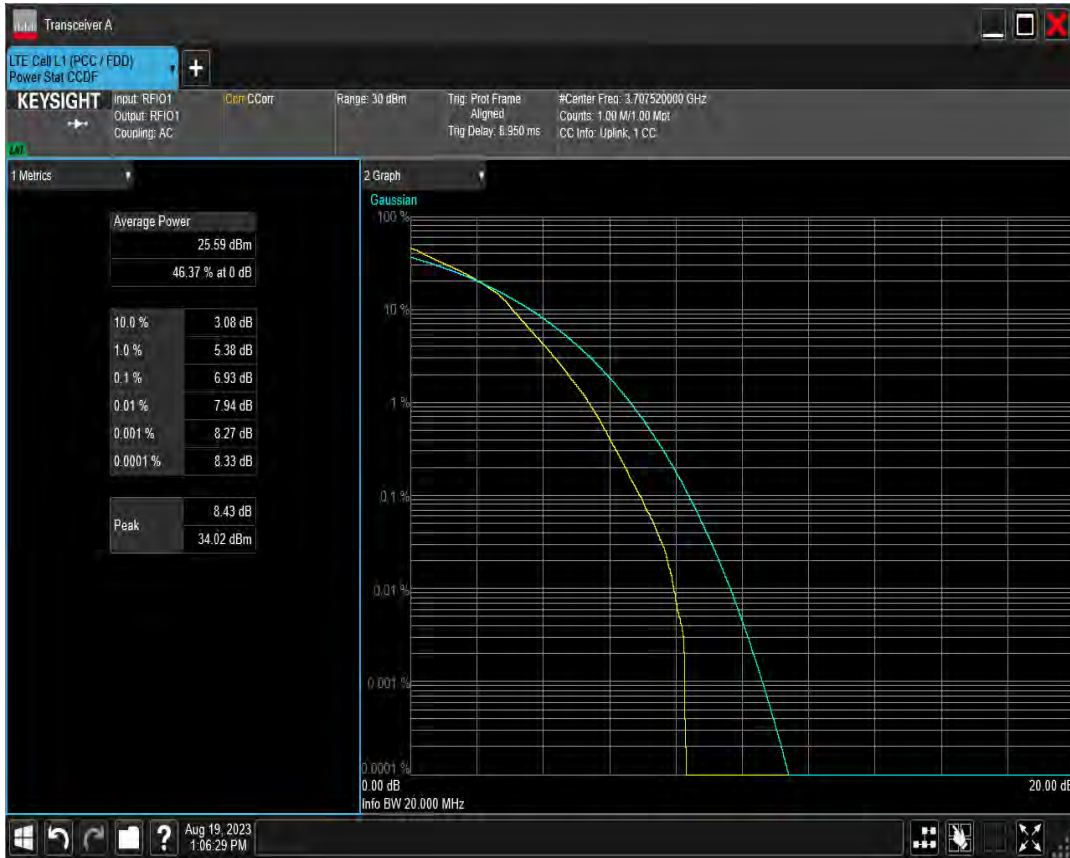 Transceiver A
LTE Cell L1 (PCC / FDD)
Power Stat CCDF
KEYSIGHT
Input: RFIO1
Output: RFIO1
Coupling: AC
Corr CCorr
Range: 30 dBm
Trig: Prot Frame
Aligned
Trig Delay: 8.950 ms
#Center Freq: 3.707520000 GHz
Counts: 1.00 M/1.00 Mpt
CC Info: Uplink, 1 CC
1 Metrics
Average Power
25.59 dBm
46.37 % at 0 dB
10.0 % 3.08 dB
1.0 % 5.38 dB
0.1 % 6.93 dB
0.01 % 7.94 dB
0.001 % 8.27 dB
0.0001 % 8.33 dB
Peak
8.43 dB
34.02 dBm
2 Graph
Gaussian
100 %
10 %
1 %
0.1 %
0.01 %
0.001 %
0.0001 %
0.00 dB
20.00 dB
Info BW 20.000 MHz
Aug 19, 2023
1:06:29 PM